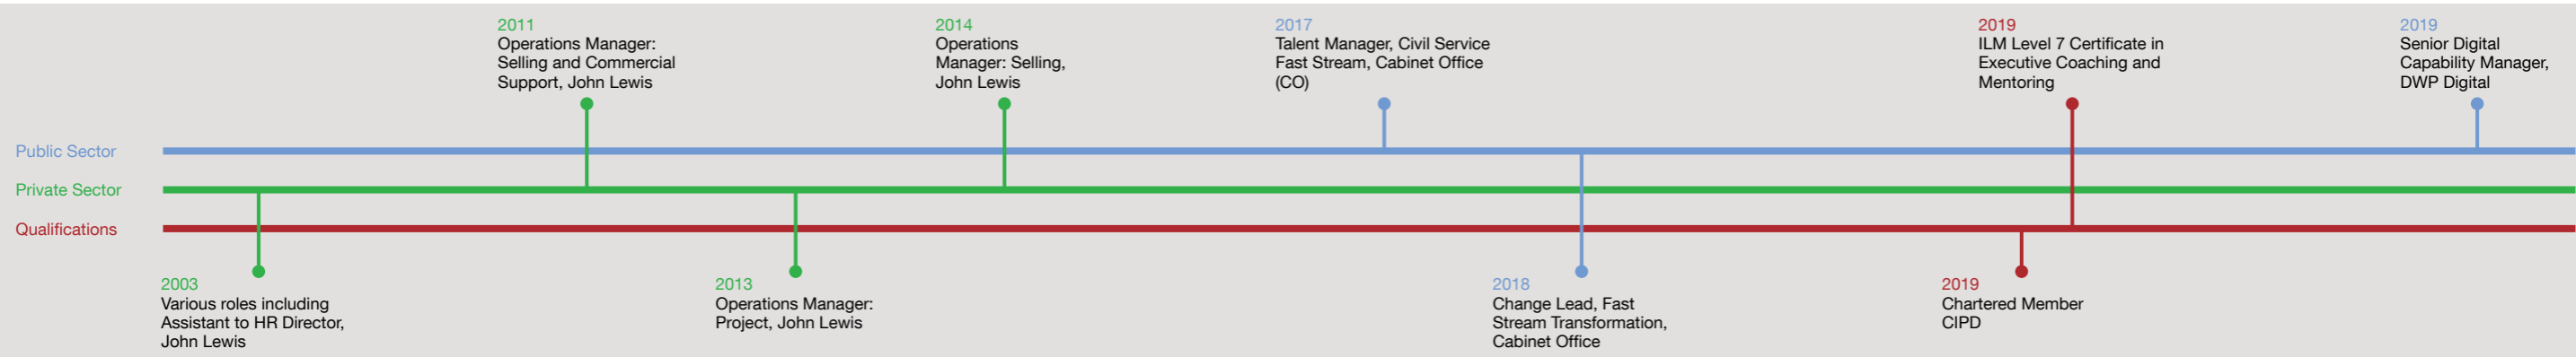 2011
Operations Manager:
Selling and Commercial
Support, John Lewis
2014
Operations
Manager: Selling,
John Lewis
2017
Talent Manager, Civil Service
Fast Stream, Cabinet Office
(CO)
2019
ILM Level 7 Certificate in
Executive Coaching and
Mentoring
2019
Senior Digital
Capability Manager,
DWP Digital
Public Sector
Private Sector
Qualifications
2003
Various roles including
Assistant to HR Director,
John Lewis
2013
Operations Manager:
Project, John Lewis
2018
Change Lead, Fast
Stream Transformation,
Cabinet Office
2019
Chartered Member
CIPD